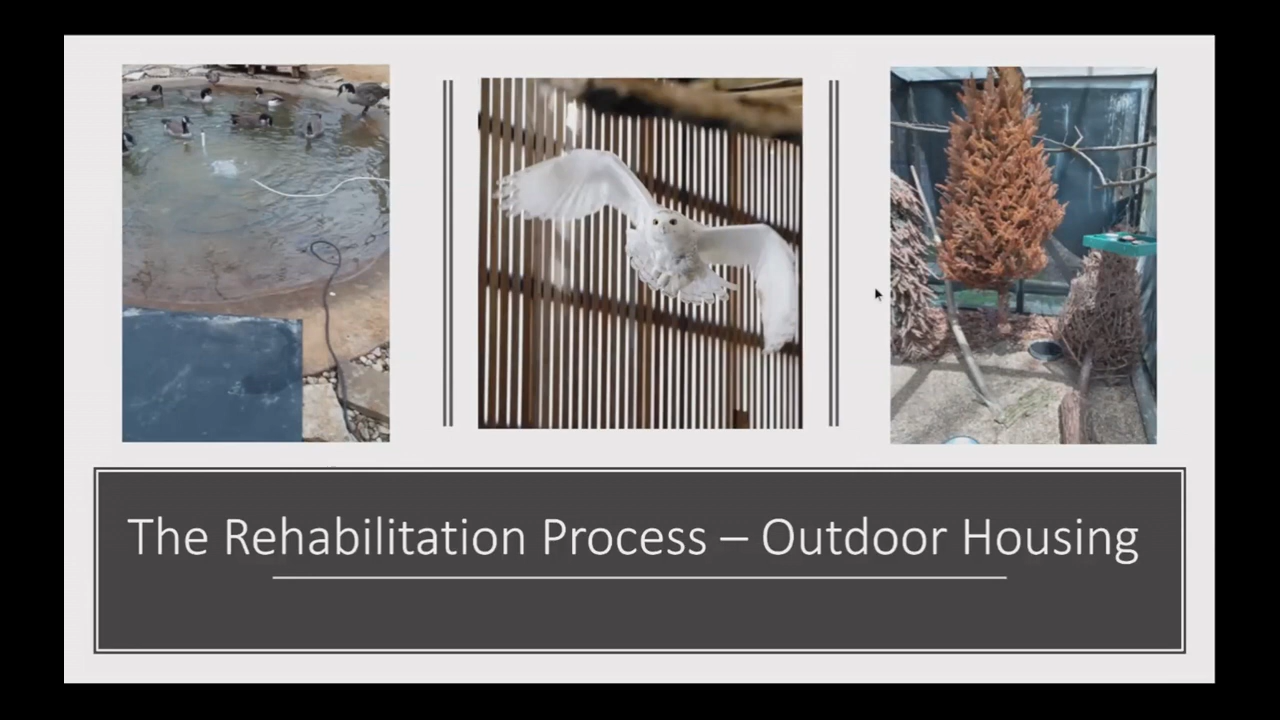 The Rehabilitation Process – Outdoor Housing